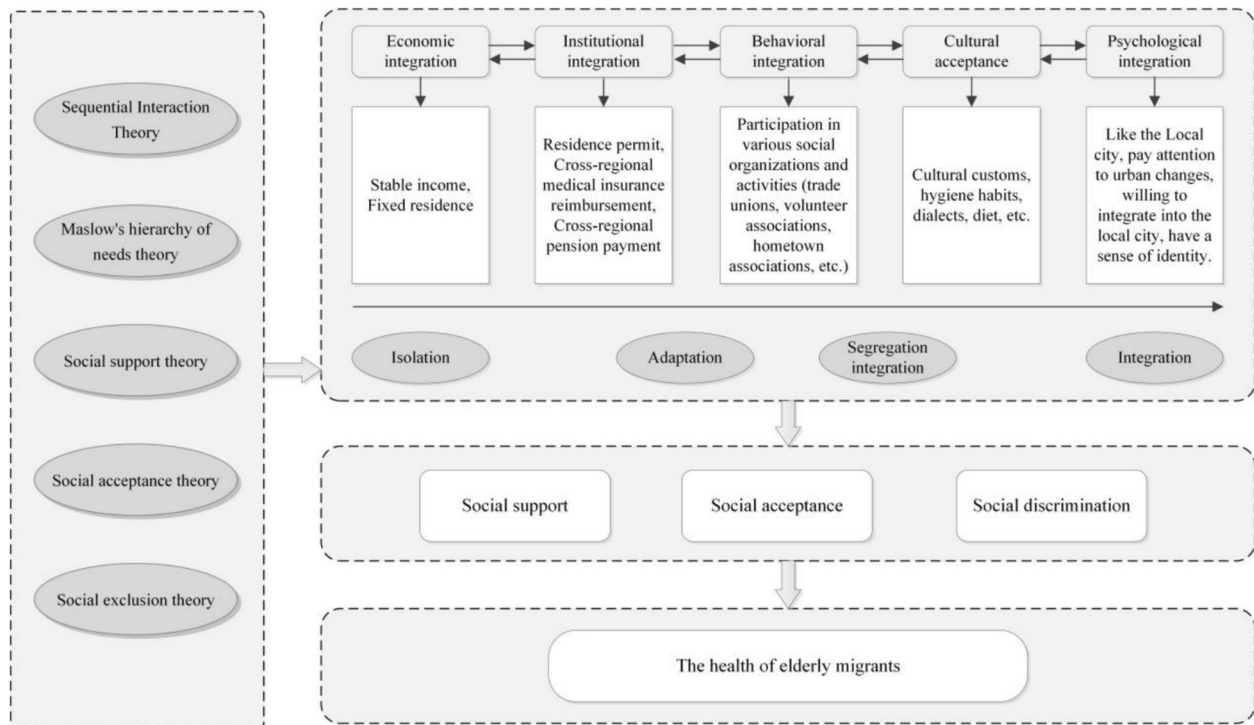 Sequential Interaction
Theory
Maslow's hierarchy of
needs theory
Social support theory
Social acceptance theory
Social exclusion theory
Economic
integration
Institutional
integration
Behavioral
integration
Cultural
acceptance
Psychological
integration
Stable income,
Fixed residence
Residence permit,
Cross-regional
medical insurance
reimbursement,
Cross-regional
pension payment
Participation in
various social
organizations and
activities (trade
unions, volunteer
associations,
hometown
associations, etc.)
Cultural customs,
hygiene habits,
dialects, diet, etc.
Like the Local
city, pay attention
to urban changes,
willing to
integrate into the
local city, have a
sense of identity.
Isolation
Adaptation
Segregation
integration
Integration
Social support
Social acceptance
Social discrimination
The health of elderly migrants